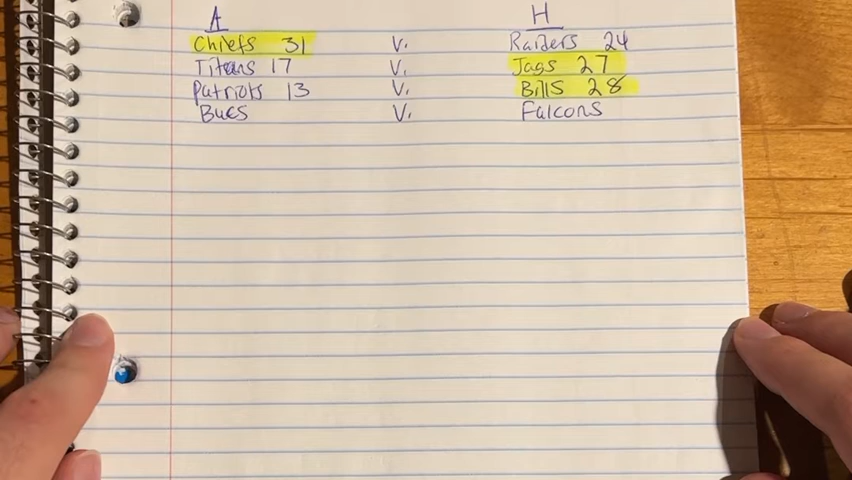 A H
Chiefs 31 V. Raiders 24
Titans 17 V. Jags 27
Patriots 13 V. Bills 28
Bucs V. Falcons